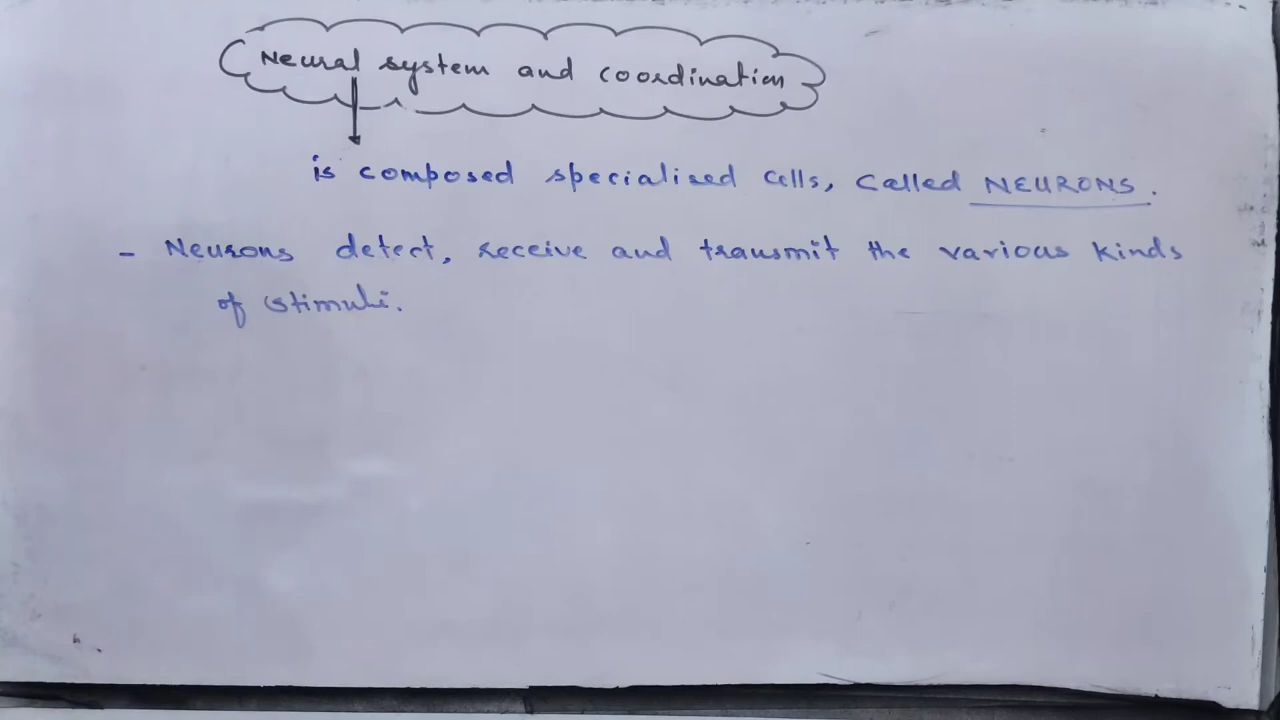 Neural system and coordination
is composed specialised cells, called NEURONS.
- Neurons detect, receive and transmit the various kinds
of stimuli.